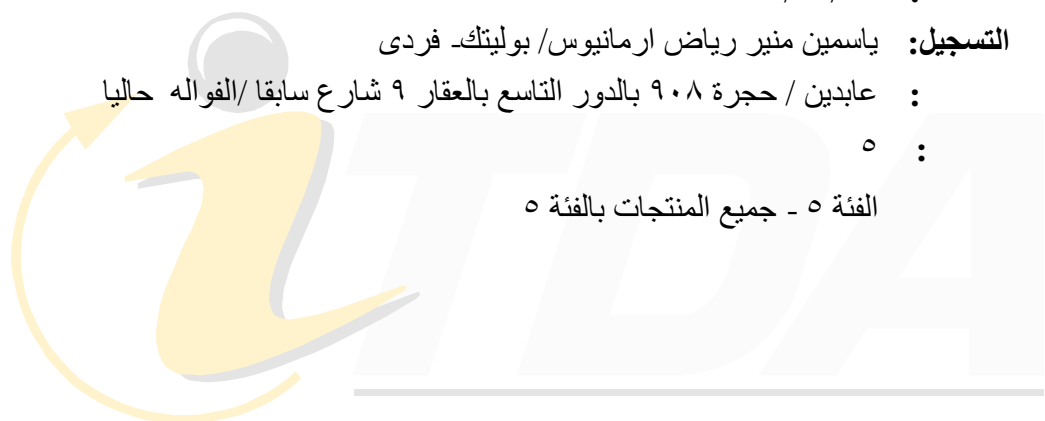 التسجيل: ياسمين منير رياض ارمانيوس/ بوليتك- فردى
: عابدين / حجرة ٩٠٨ بالدور التاسع بالعقار ٩ شارع سابقا /الفواله حاليا
: ٥
الفئة ٥ - جميع المنتجات بالفئة ٥
iTDA